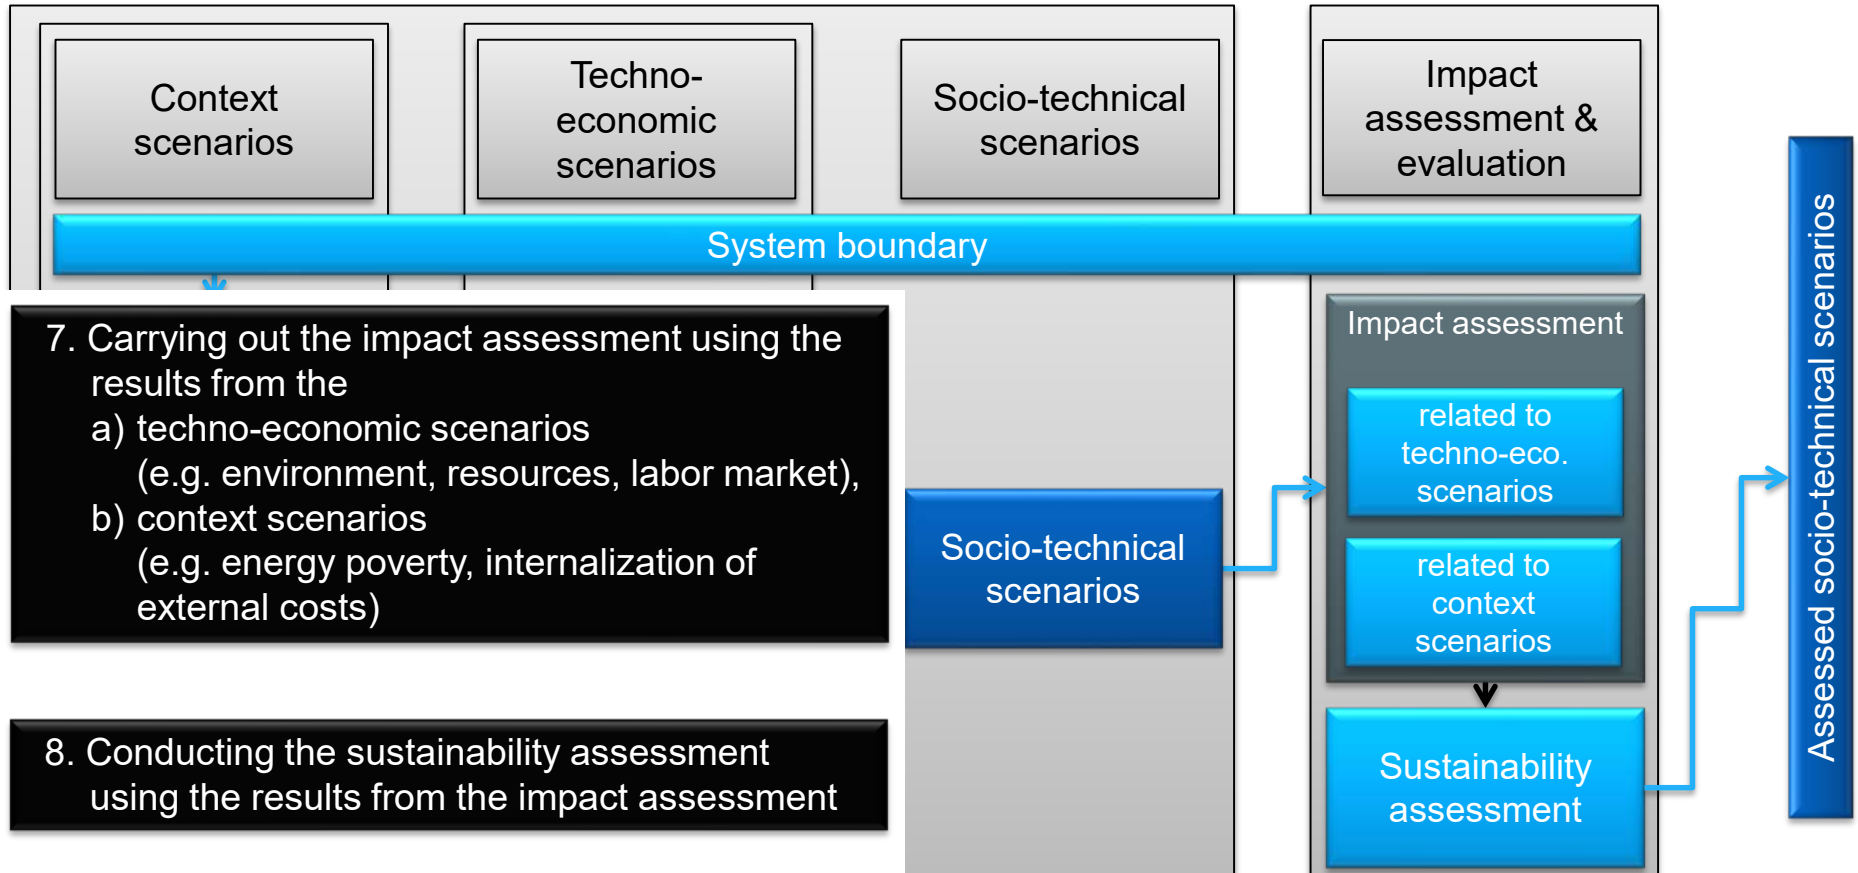 Context
scenarios
Techno-
economic
scenarios
Socio-technical
scenarios
Impact
assessment &
evaluation
System boundary
7. Carrying out the impact assessment using the
results from the
a) techno-economic scenarios
(e.g. environment, resources, labor market),
b) context scenarios
(e.g. energy poverty, internalization of
external costs)
8. Conducting the sustainability assessment
using the results from the impact assessment
Socio-technical
scenarios
Impact assessment
related to
techno-eco.
scenarios
related to
context
scenarios
Sustainability
assessment
Assessed socio-technical scenarios